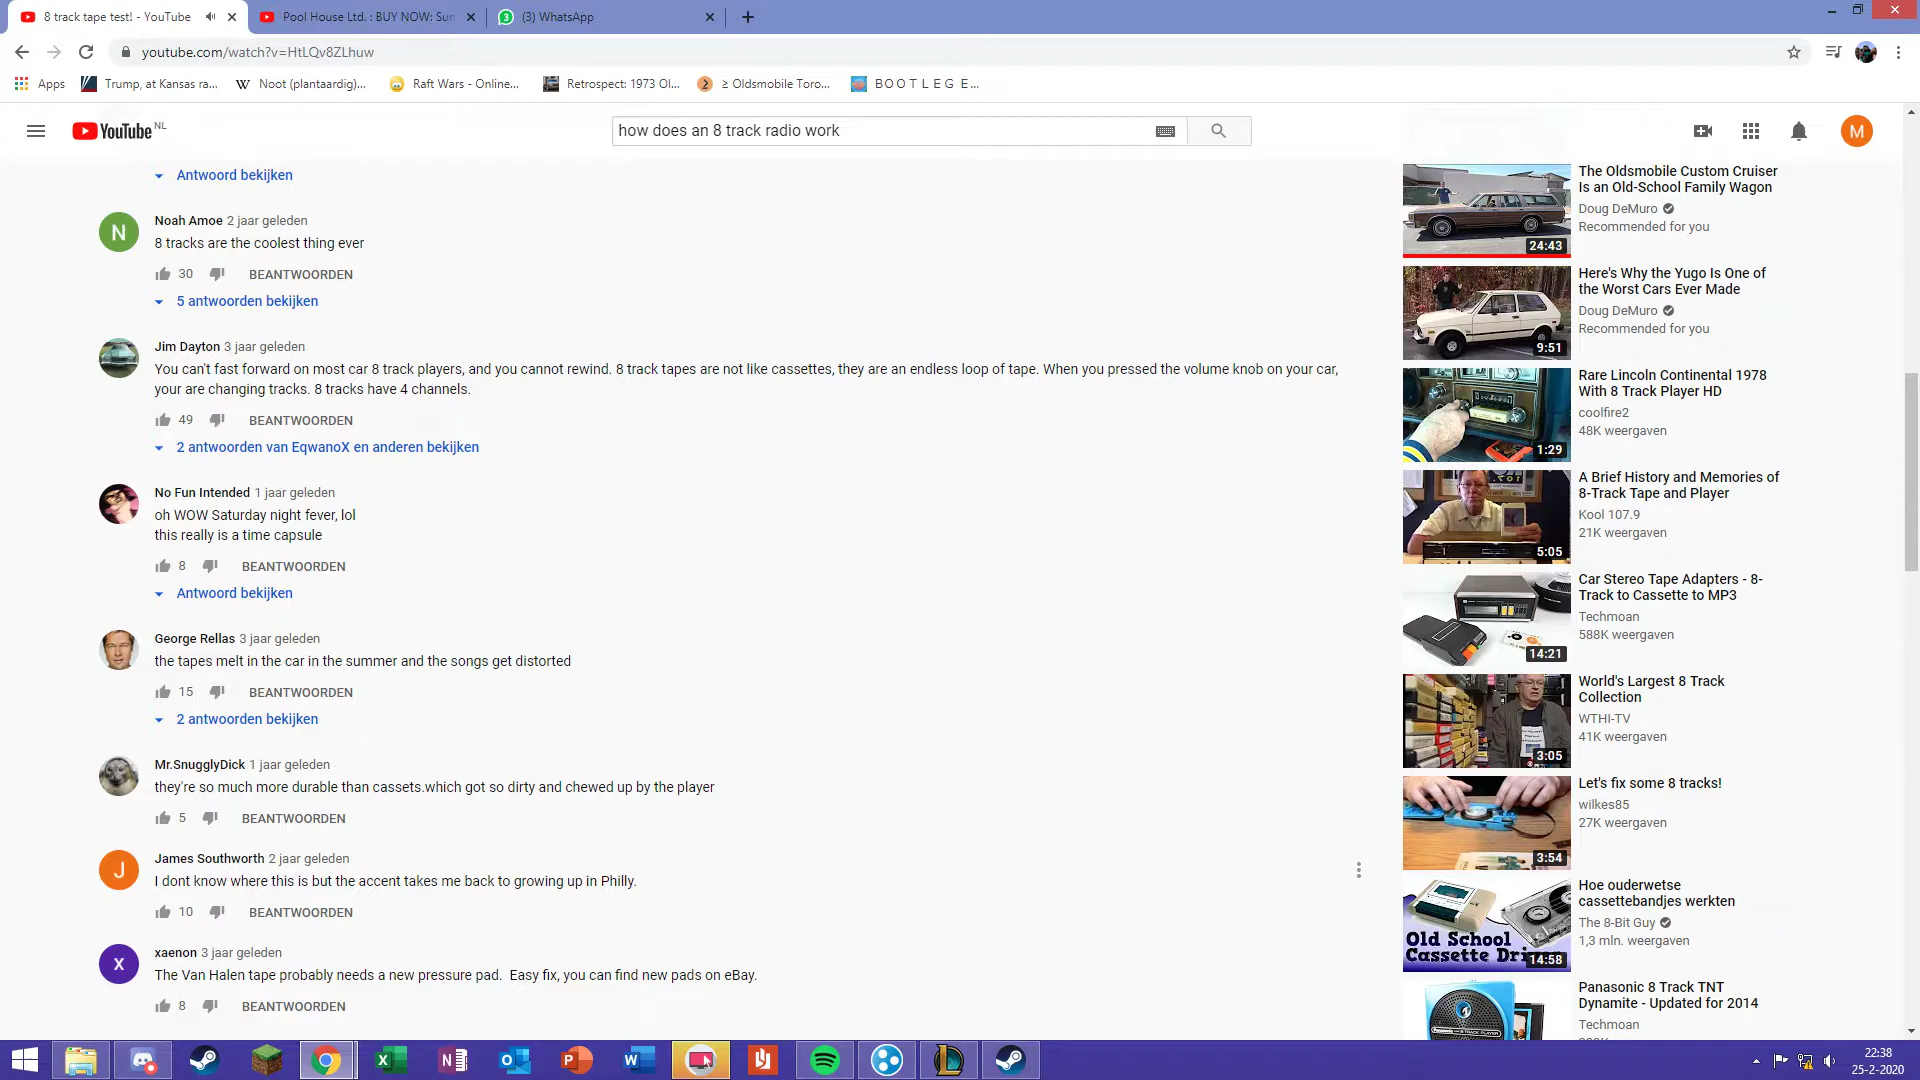 8 track tape test! - YouTube
Pool House Ltd. : BUY NOW: Sun
(3) WhatsApp
youtube.com/watch?v=HtLQv8ZLhuw
Apps
Trump, at Kansas ra...
Noot (plantaardig)...
Raft Wars - Online...
Retrospect: 1973 Ol...
≥ Oldsmobile Toro...
B O O T L E G E...
YouTube NL
how does an 8 track radio work
M
Antwoord bekijken
N
Noah Amoe 2 jaar geleden
8 tracks are the coolest thing ever
30 BEANTWOORDEN
5 antwoorden bekijken
Jim Dayton 3 jaar geleden
You can't fast forward on most car 8 track players, and you cannot rewind. 8 track tapes are not like cassettes, they are an endless loop of tape. When you pressed the volume knob on your car,
your are changing tracks. 8 tracks have 4 channels.
49 BEANTWOORDEN
2 antwoorden van EqwanoX en anderen bekijken
No Fun Intended 1 jaar geleden
oh WOW Saturday night fever, lol
this really is a time capsule
8 BEANTWOORDEN
Antwoord bekijken
George Rellas 3 jaar geleden
the tapes melt in the car in the summer and the songs get distorted
15 BEANTWOORDEN
2 antwoorden bekijken
Mr.SnugglyDick 1 jaar geleden
they're so much more durable than cassets.which got so dirty and chewed up by the player
5 BEANTWOORDEN
J
James Southworth 2 jaar geleden
I dont know where this is but the accent takes me back to growing up in Philly.
10 BEANTWOORDEN
X
xaenon 3 jaar geleden
The Van Halen tape probably needs a new pressure pad. Easy fix, you can find new pads on eBay.
8 BEANTWOORDEN
The Oldsmobile Custom Cruiser
Is an Old-School Family Wagon
Doug DeMuro
Recommended for you
24:43
Here's Why the Yugo Is One of
the Worst Cars Ever Made
Doug DeMuro
Recommended for you
9:51
Rare Lincoln Continental 1978
With 8 Track Player HD
coolfire2
48K weergaven
1:29
A Brief History and Memories of
8-Track Tape and Player
Kool 107.9
21K weergaven
5:05
Car Stereo Tape Adapters - 8-
Track to Cassette to MP3
Techmoan
588K weergaven
14:21
World's Largest 8 Track
Collection
WTHI-TV
41K weergaven
3:05
Let's fix some 8 tracks!
wilkes85
27K weergaven
3:54
Hoe ouderwetse
cassettebandjes werkten
The 8-Bit Guy
1,3 mln. weergaven
Old School
Cassette Dri
14:58
Panasonic 8 Track TNT
Dynamite - Updated for 2014
Techmoan
22:38
25-2-2020